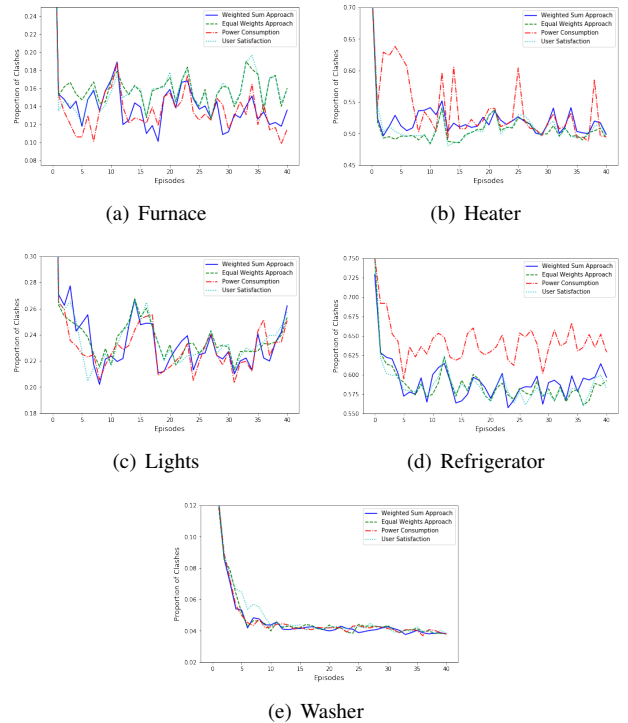 Weighted Sum Approach
Equal Weights Approach
Power Consumption
User Satisfaction
0.24
0.22
0.20
0.18
0.16
0.14
0.12
0.10
0.08
Proportion of Clashes
0 5 10 15 20 25 30 35 40
Episodes
(a) Furnace
Weighted Sum Approach
Equal Weights Approach
Power Consumption
User Satisfaction
0.70
0.65
0.60
0.55
0.50
0.45
Proportion of Clashes
0 5 10 15 20 25 30 35 40
Episodes
(b) Heater
Weighted Sum Approach
Equal Weights Approach
Power Consumption
User Satisfaction
0.30
0.28
0.26
0.24
0.22
0.20
0.18
Proportion of Clashes
0 5 10 15 20 25 30 35 40
Episodes
(c) Lights
Weighted Sum Approach
Equal Weights Approach
Power Consumption
User Satisfaction
0.750
0.725
0.700
0.675
0.650
0.625
0.600
0.575
0.550
Proportion of Clashes
0 5 10 15 20 25 30 35 40
Episodes
(d) Refrigerator
Weighted Sum Approach
Equal Weights Approach
Power Consumption
User Satisfaction
0.12
0.10
0.08
0.06
0.04
0.02
Proportion of Clashes
0 5 10 15 20 25 30 35 40
Episodes
(e) Washer